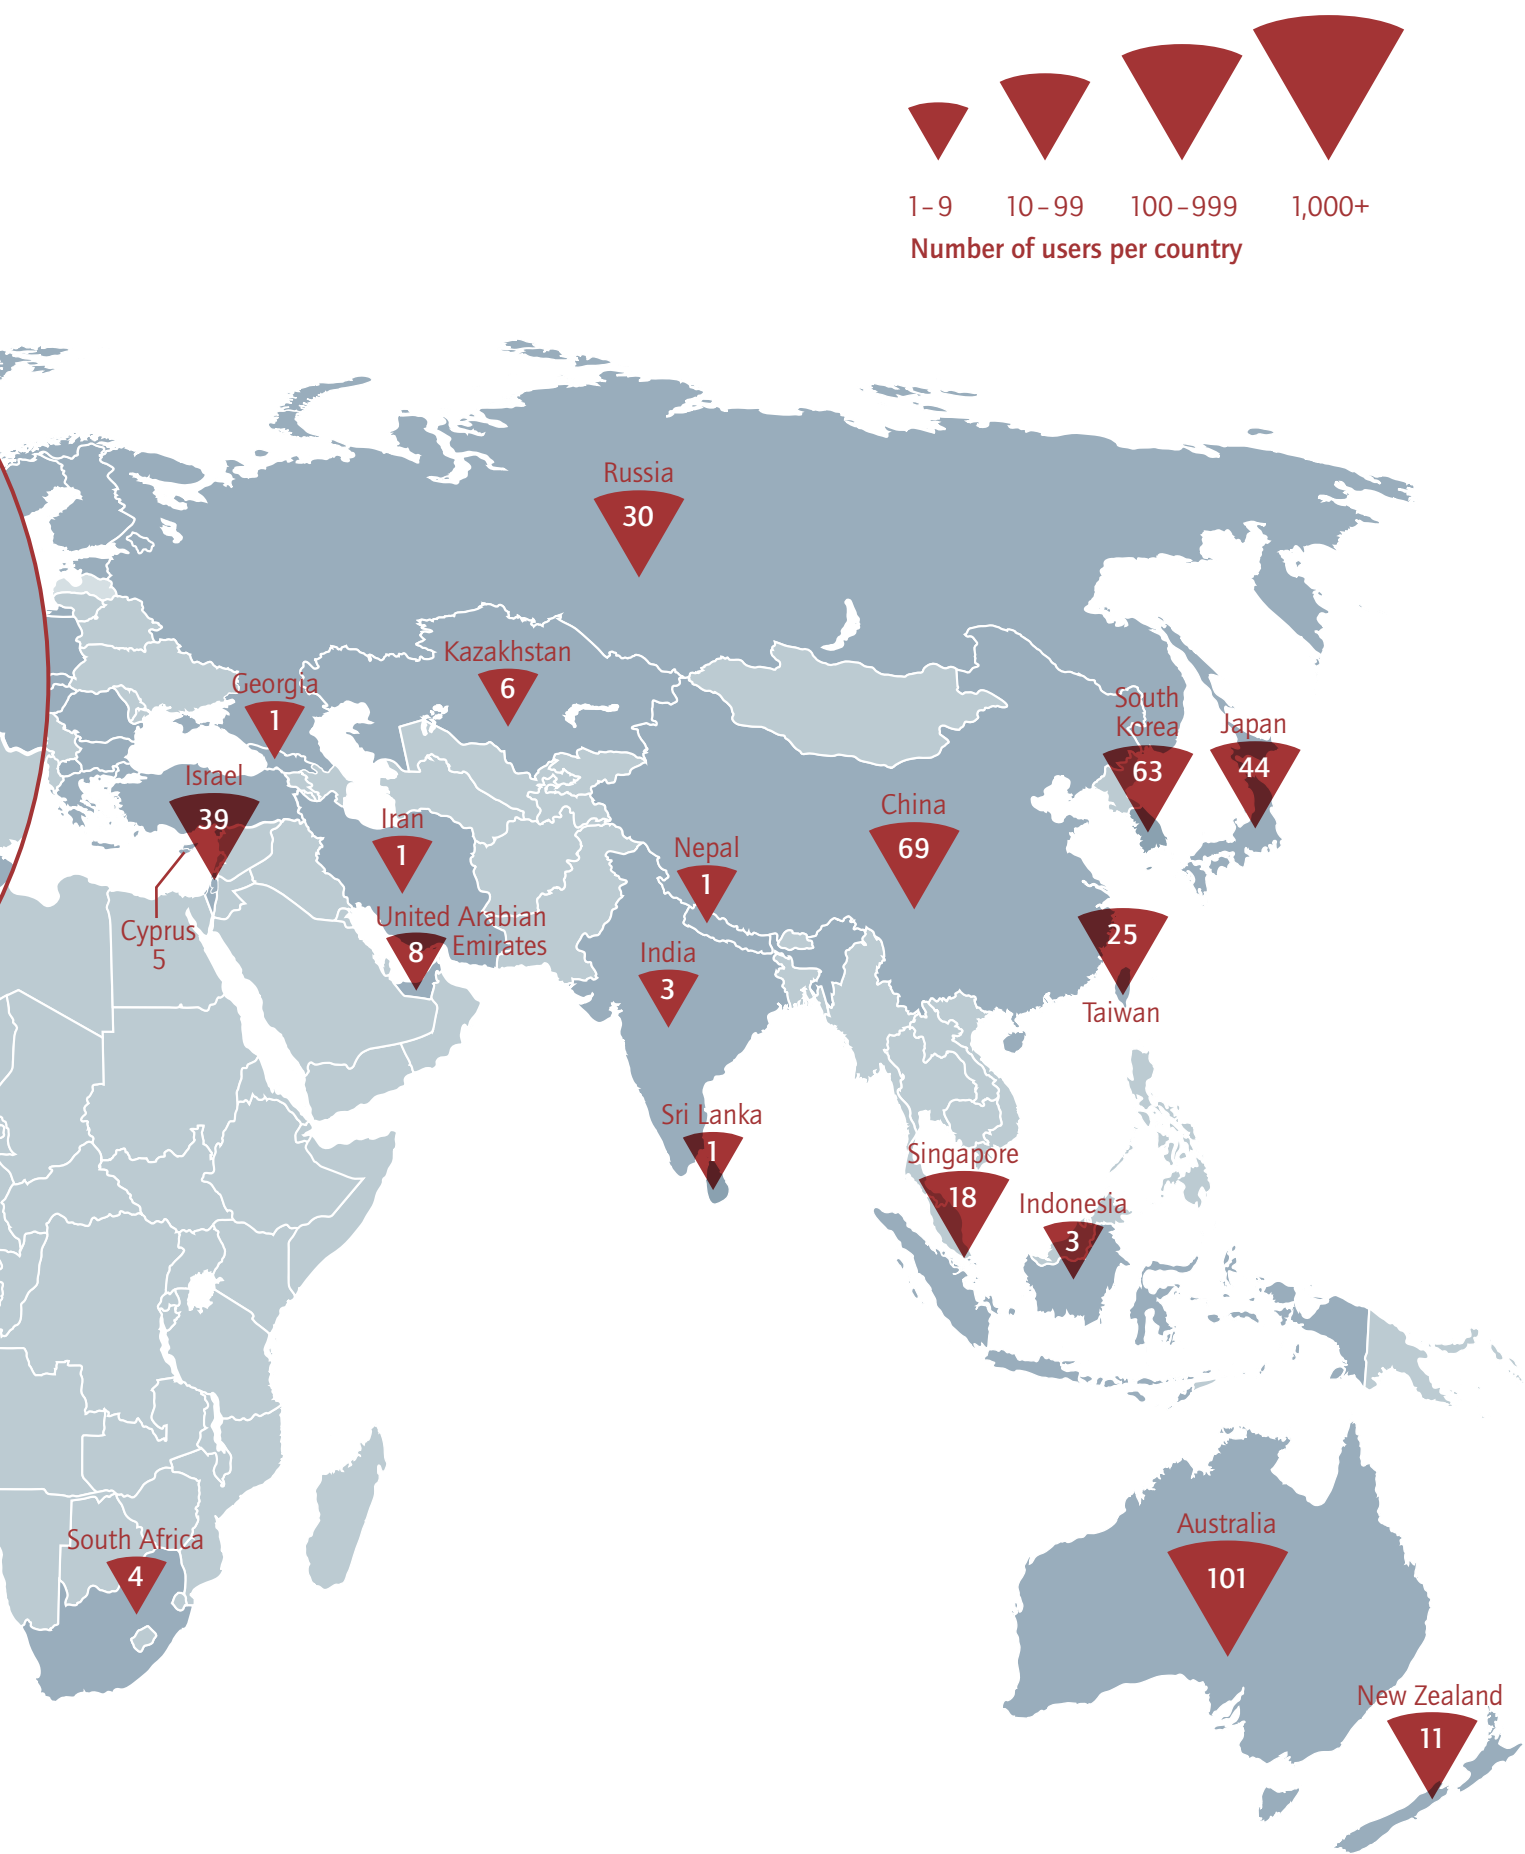 1–9 10–99 100–999 1,000+
Number of users per country
Russia
30
Kazakhstan
6
Georgia
1
South
Korea
63
Japan
44
Israel
39
China
69
Iran
1
Nepal
1
United Arabian
Emirates
8
Cyprus
5
India
3
25
Taiwan
Sri Lanka
1
Singapore
18
Indonesia
3
Australia
101
South Africa
4
New Zealand
11